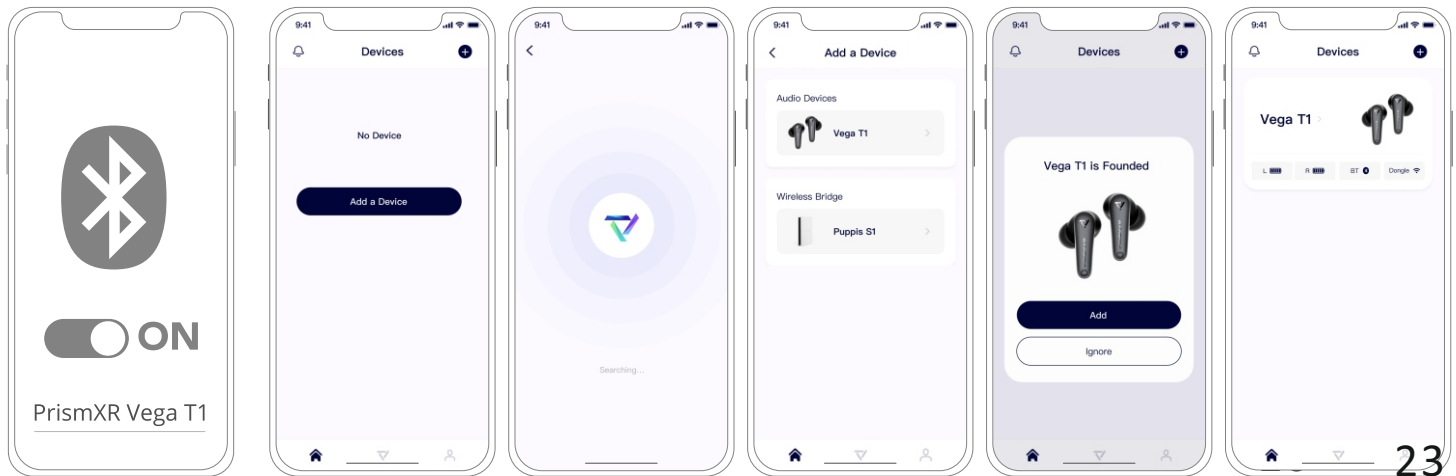 ON
PrismXR Vega T1
9:41
Devices
No Device
Add a Device
9:41
Searching...
9:41
Add a Device
Audio Devices
Vega T1
Wireless Bridge
Puppis S1
9:41
Devices
Vega T1 is Founded
Add
Ignore
9:41
Devices
Vega T1
L R BT Dongle
23